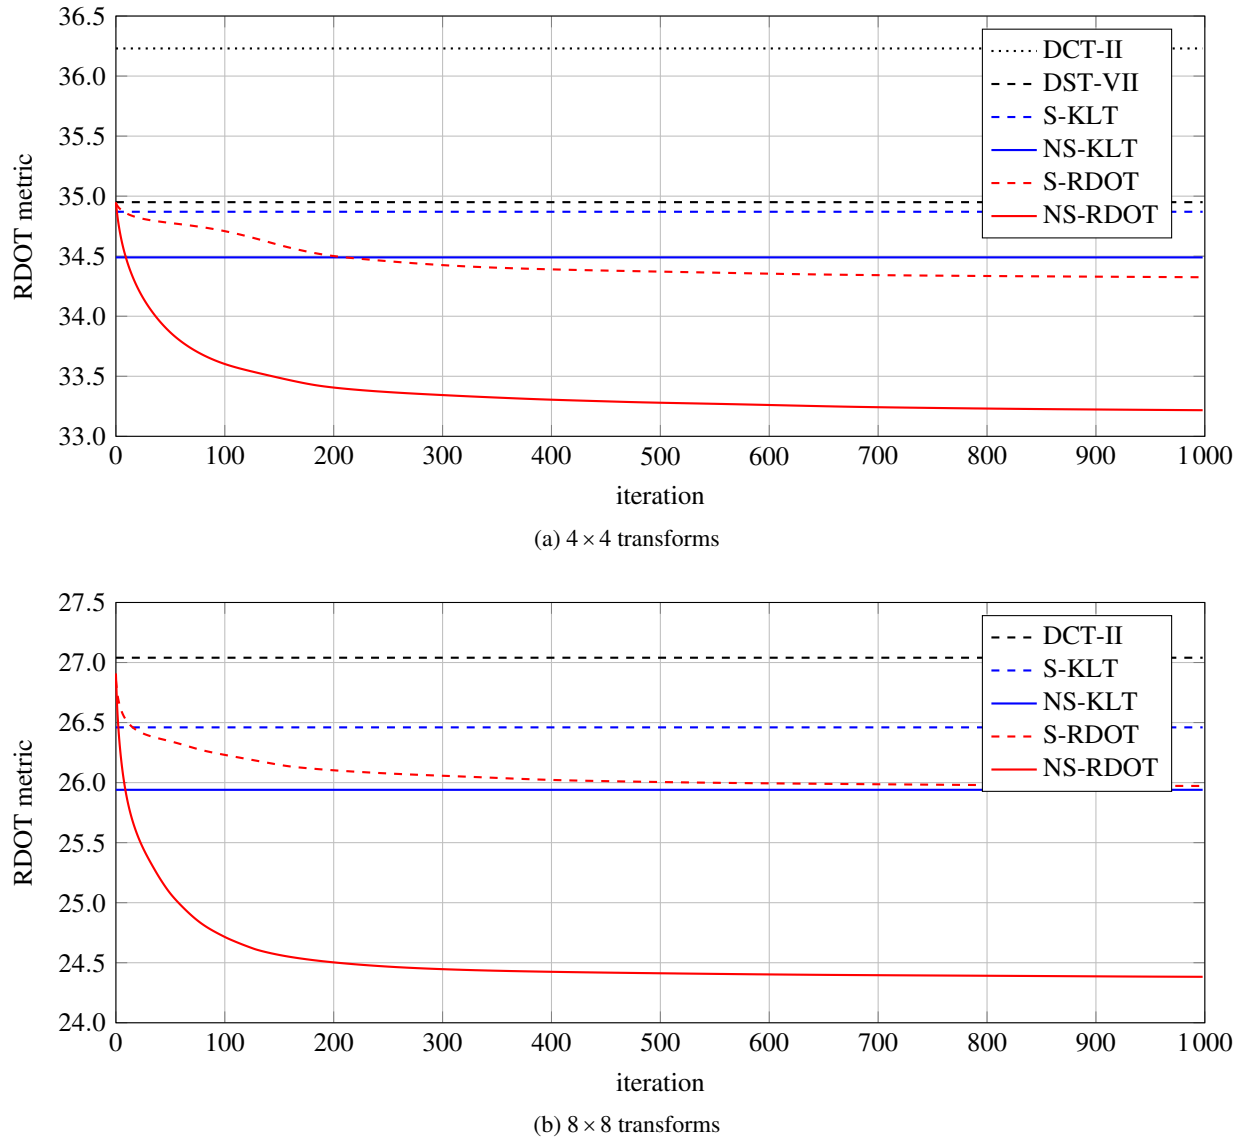 36.5
36.0
35.5
35.0
34.5
34.0
33.5
33.0
RDOT metric
DCT-II
DST-VII
S-KLT
NS-KLT
S-RDOT
NS-RDOT
0 100 200 300 400 500 600 700 800 900 1000
iteration
(a) 4 × 4 transforms
27.5
27.0
26.5
26.0
25.5
25.0
24.5
24.0
RDOT metric
DCT-II
S-KLT
NS-KLT
S-RDOT
NS-RDOT
0 100 200 300 400 500 600 700 800 900 1000
iteration
(b) 8 × 8 transforms